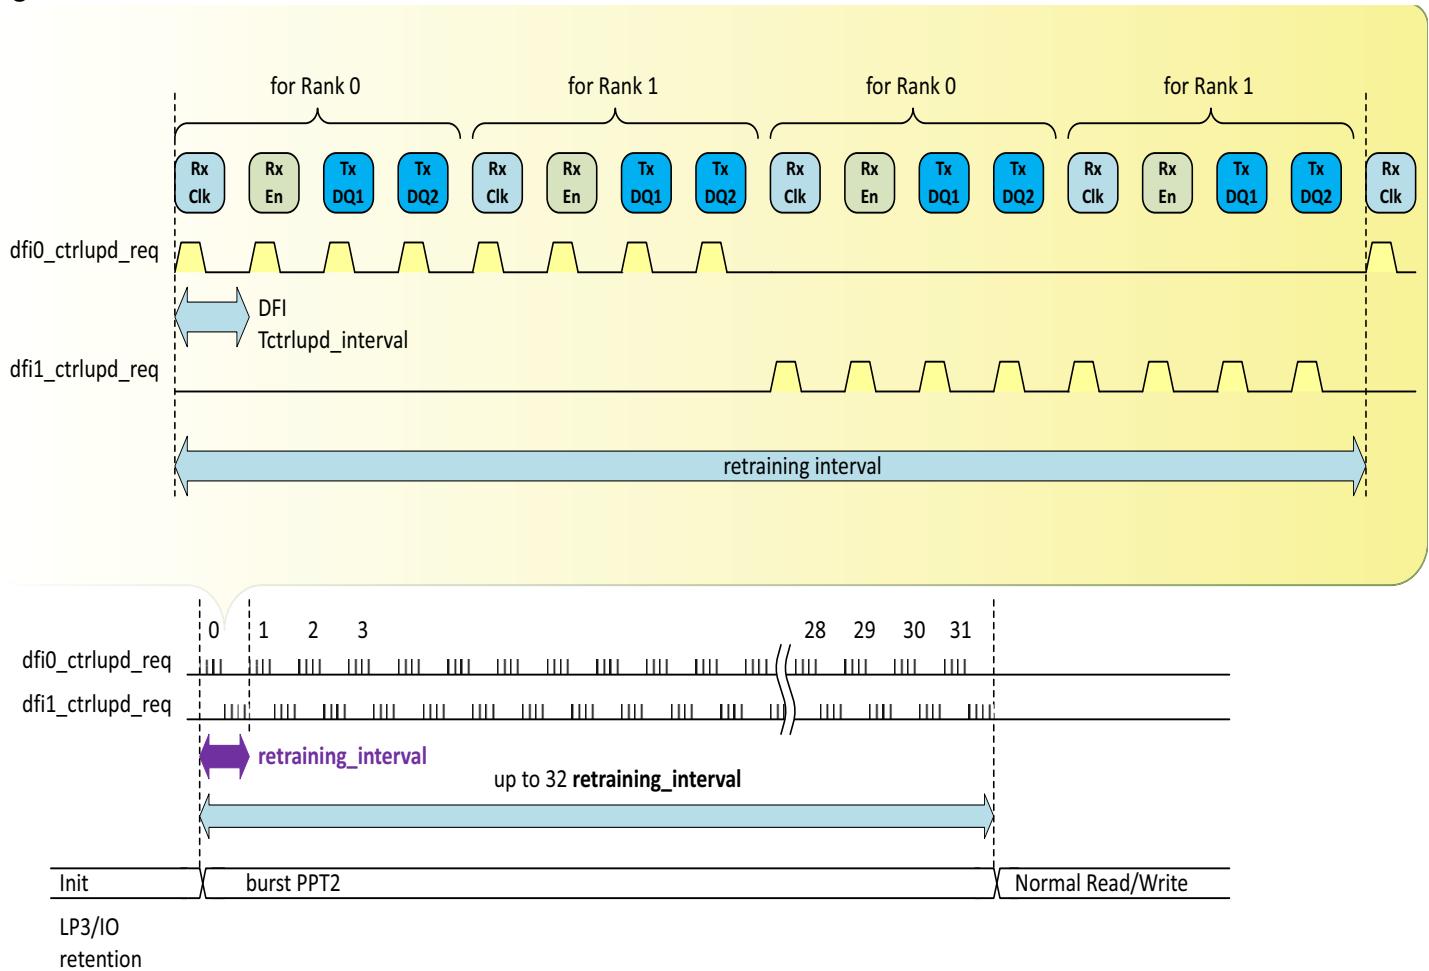 for Rank 0
for Rank 1
for Rank 0
for Rank 1
Rx
Clk
Rx
En
Tx
DQ1
Tx
DQ2
Rx
Clk
Rx
En
Tx
DQ1
Tx
DQ2
Rx
Clk
Rx
En
Tx
DQ1
Tx
DQ2
Rx
Clk
Rx
En
Tx
DQ1
Tx
DQ2
Rx
Clk
dfi0_ctrlupd_req
DFI
Tctrlupd_interval
dfi1_ctrlupd_req
retraining interval
0 1 2 3 28 29 30 31
dfi0_ctrlupd_req
dfi1_ctrlupd_req
retraining_interval
up to 32 retraining_interval
Init
burst PPT2
Normal Read/Write
LP3/IO
retention